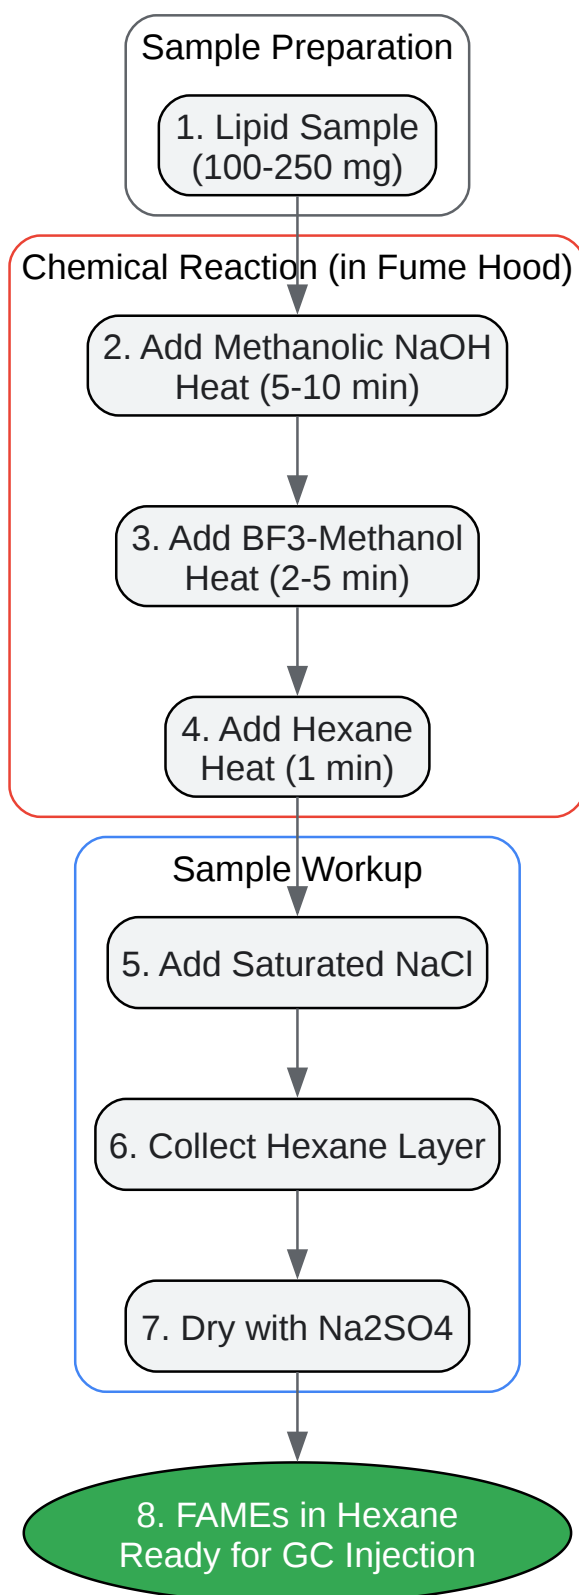 Sample Preparation
1. Lipid Sample
(100-250 mg)
Chemical Reaction (in Fume Hood)
2. Add Methanolic NaOH
Heat (5-10 min)
3. Add BF3-Methanol
Heat (2-5 min)
4. Add Hexane
Heat (1 min)
Sample Workup
5. Add Saturated NaCl
6. Collect Hexane Layer
7. Dry with Na2SO4
8. FAMEs in Hexane
Ready for GC Injection